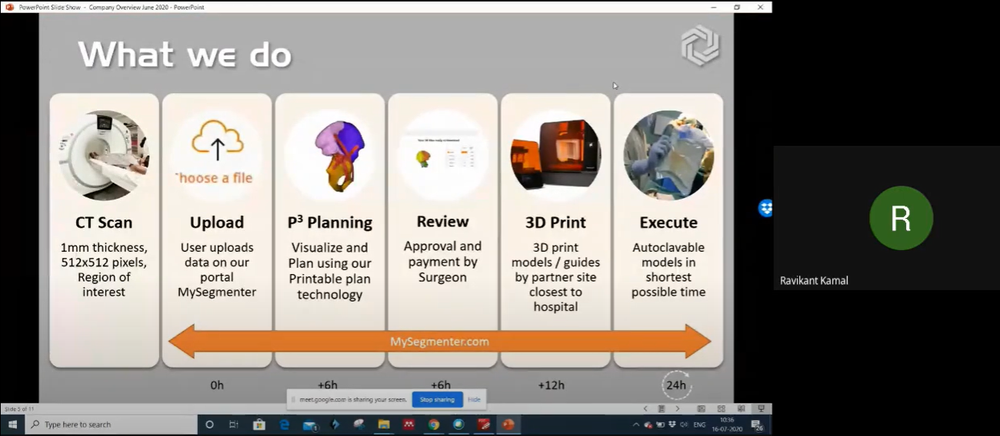 PowerPoint Slide Show - Company Overview June 2020 - PowerPoint
What we do
hoose a file
CT Scan
1mm thickness,
512x512 pixels,
Region of
interest
Upload
User uploads
data on our
portal
MySegmenter
P³ Planning
Visualize and
Plan using our
Printable plan
technology
Review
Approval and
payment by
Surgeon
3D Print
3D print
models / guides
by partner site
closest to
hospital
Execute
Autoclavable
models in
shortest
possible time
MySegmenter.com
0h
+6h
+6h
+12h
24h
meet.google.com is sharing your screen.
Stop sharing
Hide
Slide 5 of 11
Type here to search
ENG
10:36
16-07-2020
26
R
Ravikant Kamal